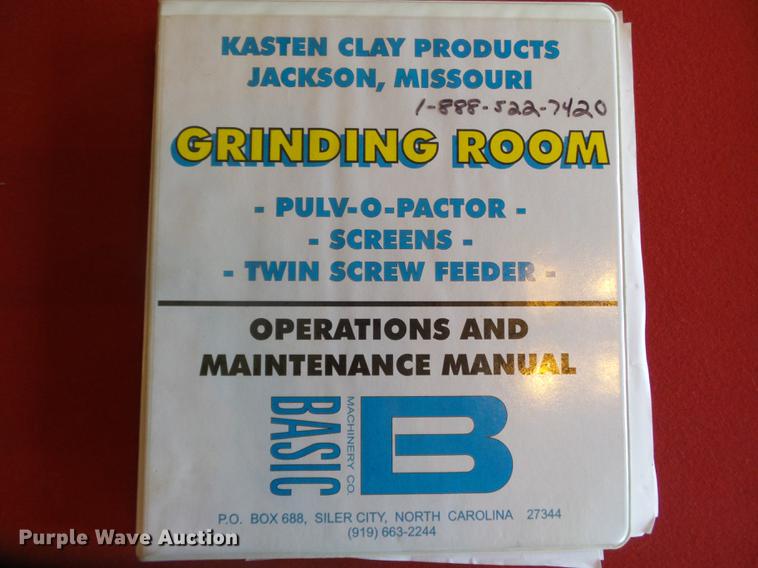 KASTEN CLAY PRODUCTS
JACKSON, MISSOURI
1-888-522-7420
GRINDING ROOM
- PULV-O-PACTOR -
- SCREENS -
- TWIN SCREW FEEDER -
OPERATIONS AND
MAINTENANCE MANUAL
BASIC
MACHINERY CO.
B
P.O. BOX 688, SILER CITY, NORTH CAROLINA 27344
(919) 663-2244
Purple Wave Auction